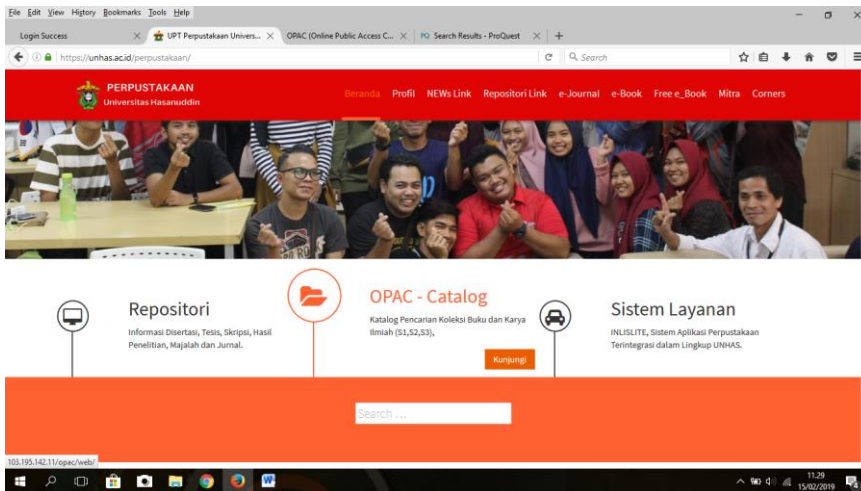 File Edit View History Bookmarks Tools Help
Login Success
UPT Perpustakaan Univers...
OPAC (Online Public Access C...
PQ Search Results - ProQuest
https://unhas.ac.id/perpustakaan/
Search
PERPUSTAKAAN
Universitas Hasanuddin
Beranda Profil NEWs Link Repositori Link e-Journal e-Book Free e_Book Mitra Corners
Repositori
Informasi Disertasi, Tesis, Skripsi, Hasil
Penelitian, Majalah dan Jurnal.
OPAC - Catalog
Katalog Pencarian Koleksi Buku dan Karya
Ilmiah (S1,S2,S3),
Kunjungi
Sistem Layanan
INLISLITE, Sistem Aplikasi Perpustakaan
Terintegrasi dalam Lingkup UNHAS.
Search ...
103.195.142.11/opac/web/
11.29
15/02/2019